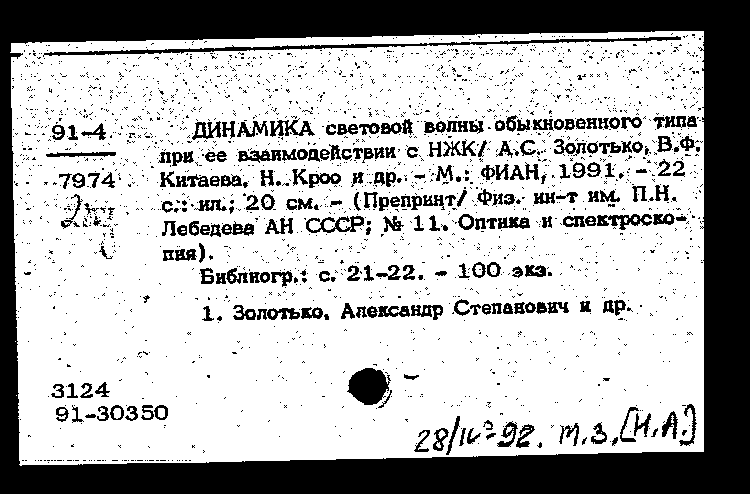 91-4
ДИНАМИКА световой волны обыкновенного типа
при ее взаимодействии с НЖК/ А.С. Золотько, В.Ф.
7974
Китаева, Н. Кроо и др. - М.: ФИАН, 1991. - 22
с.: ил.; 20 см. - (Препринт/ Физ. ин-т им. П.Н.
Лебедева АН СССР; № 11. Оптика и спектроско-
пия).
Библиогр.: с. 21-22. - 100 экз.
1. Золотько, Александр Степанович и др.
3124
91-30350
28/IV-92. т.з. [Н.А.]